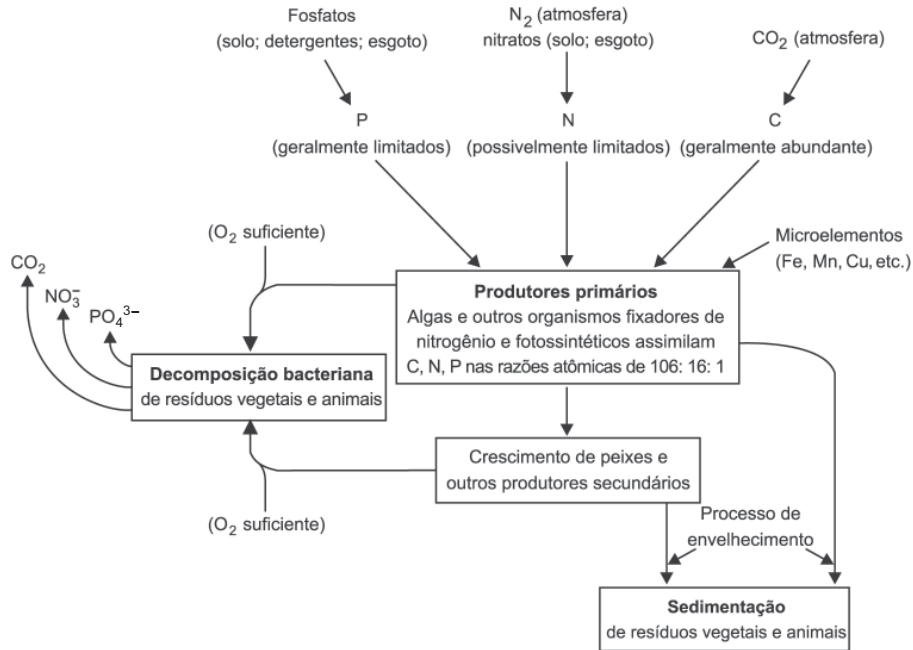 Fosfatos
(solo; detergentes; esgoto)
N₂ (atmosfera)
nitratos (solo; esgoto)
CO₂ (atmosfera)
P
(geralmente limitados)
N
(possivelmente limitados)
C
(geralmente abundante)
Microelementos
(Fe, Mn, Cu, etc.)
(O₂ suficiente)
CO₂
NO₃⁻
PO₄³⁻
Produtores primários
Algas e outros organismos fixadores de
nitrogênio e fotossintéticos assimilam
C, N, P nas razões atômicas de 106: 16: 1
Decomposição bacteriana
de resíduos vegetais e animais
Crescimento de peixes e
outros produtores secundários
(O₂ suficiente)
Processo de
envelhecimento
Sedimentação
de resíduos vegetais e animais